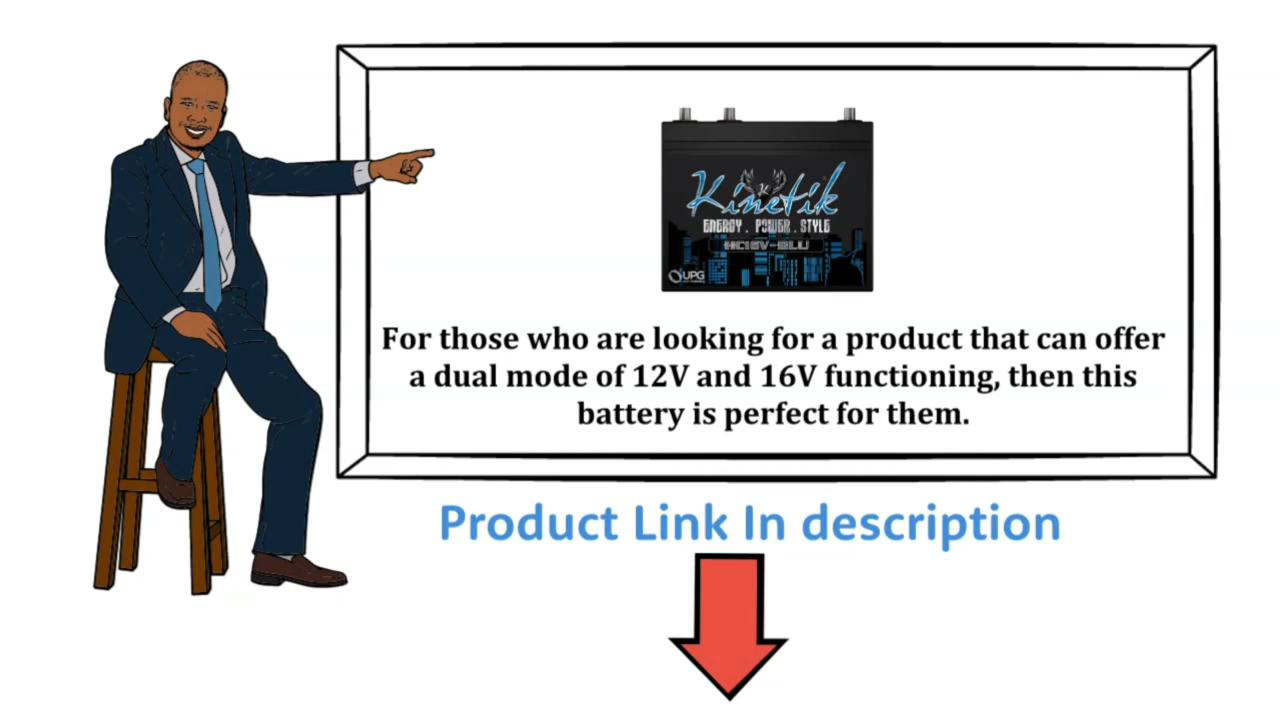 Kinetik
ENERGY . POWER . STYLE
HC16V-BLU
UPG
For those who are looking for a product that can offer
a dual mode of 12V and 16V functioning, then this
battery is perfect for them.
Product Link In description